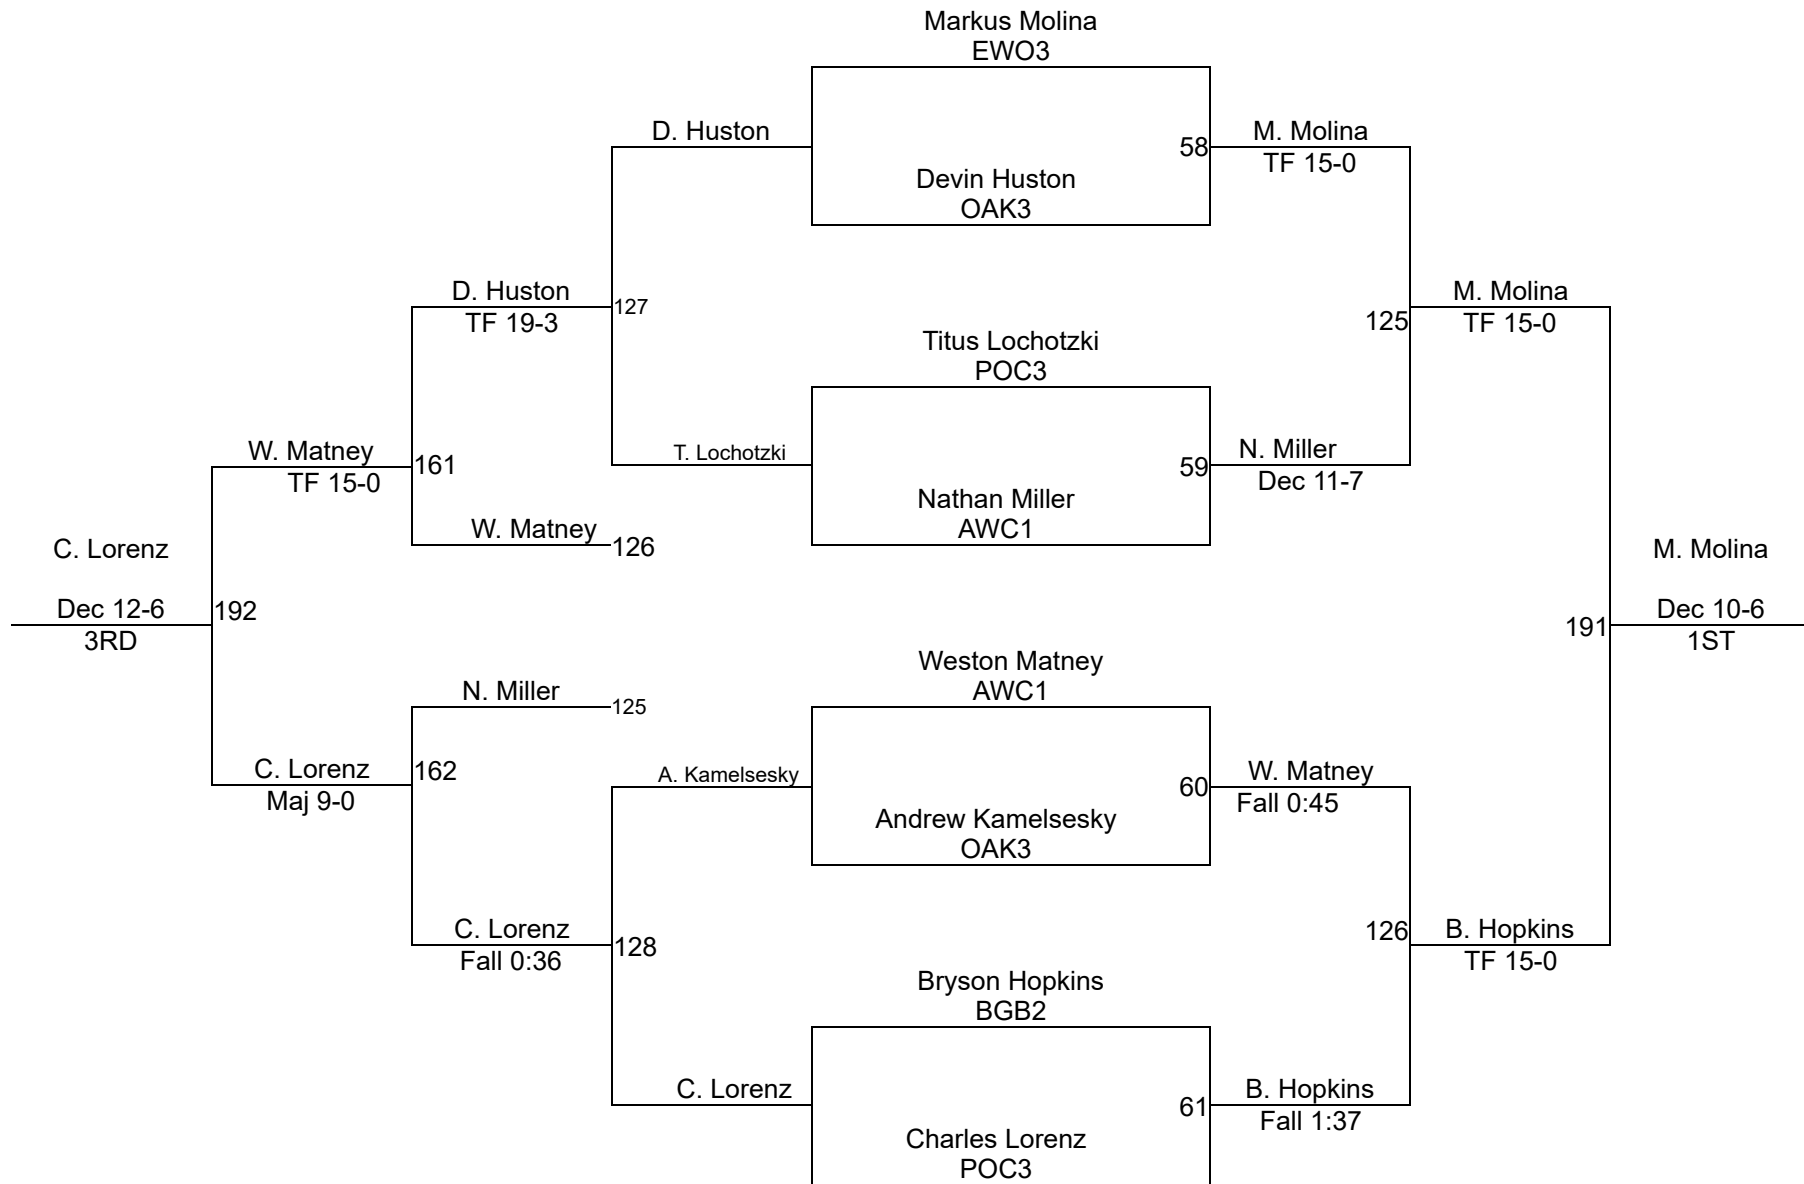 Markus Molina
EWO3
D. Huston
58
M. Molina
TF 15-0
Devin Huston
OAK3
D. Huston
TF 19-3
127
Titus Lochotzki
POC3
125
M. Molina
TF 15-0
W. Matney
TF 15-0
161
T. Lochotzki
59
N. Miller
Dec 11-7
Nathan Miller
AWC1
W. Matney
126
C. Lorenz
Dec 12-6
3RD
192
M. Molina
Dec 10-6
1ST
191
Weston Matney
AWC1
N. Miller
125
C. Lorenz
Maj 9-0
162
A. Kamelsesky
60
W. Matney
Fall 0:45
Andrew Kamelsesky
OAK3
C. Lorenz
Fall 0:36
128
126
B. Hopkins
TF 15-0
Bryson Hopkins
BGB2
C. Lorenz
61
B. Hopkins
Fall 1:37
Charles Lorenz
POC3